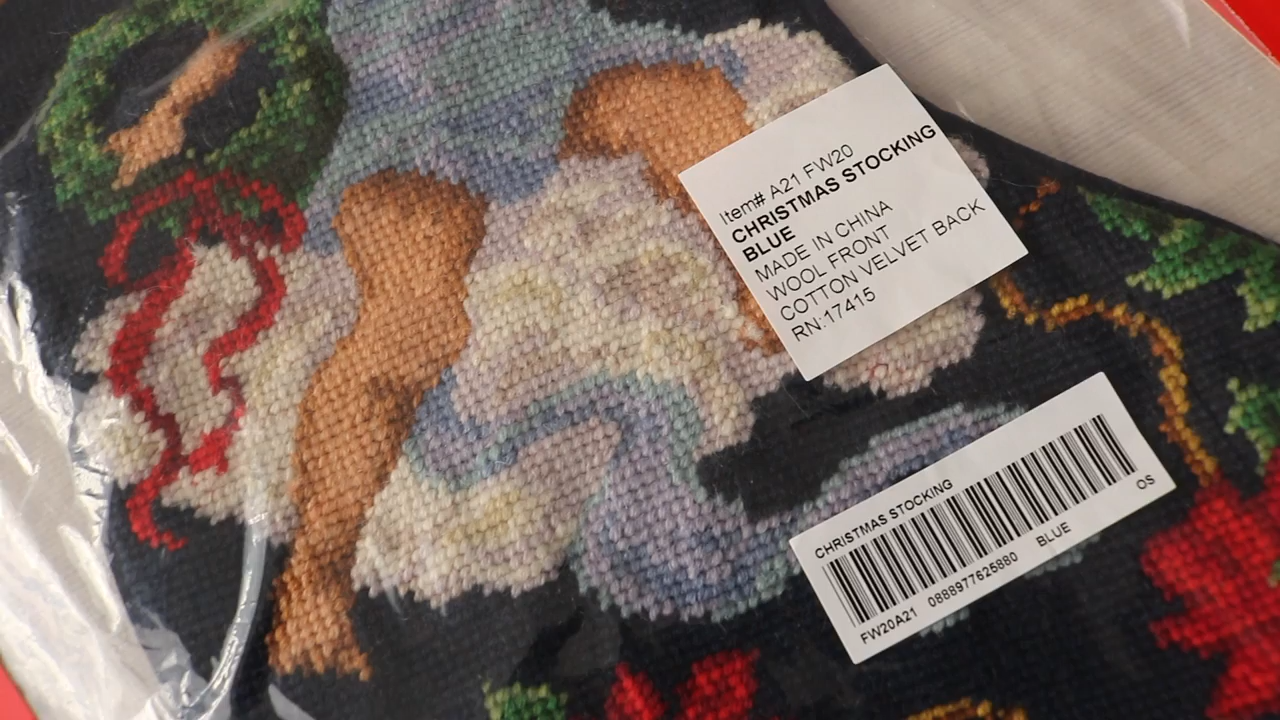 Item# A21 FW20
CHRISTMAS STOCKING
BLUE
MADE IN CHINA
WOOL FRONT
COTTON VELVET BACK
RN:17415
CHRISTMAS STOCKING
OS
FW20A21 0888977625880 BLUE